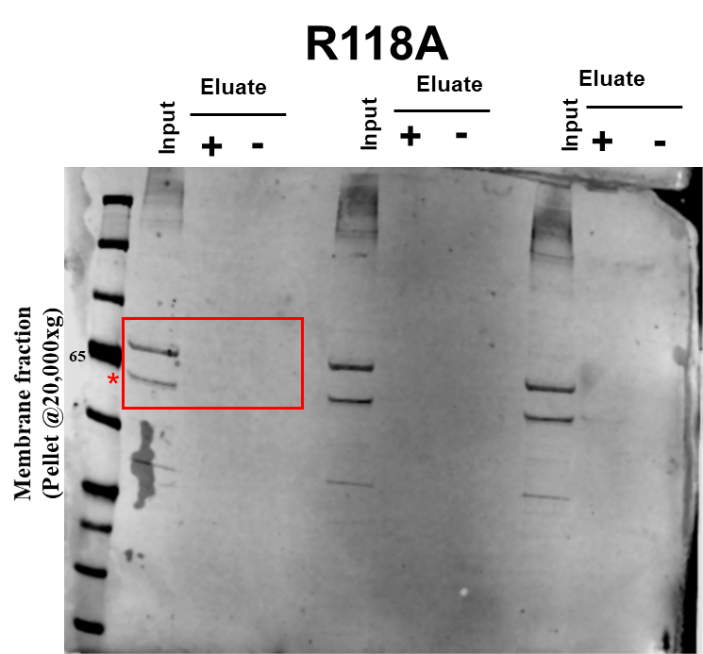 R118A
Eluate Eluate Eluate
Input + - Input + - Input + -
65
*
Membrane fraction
(Pellet @20,000xg)